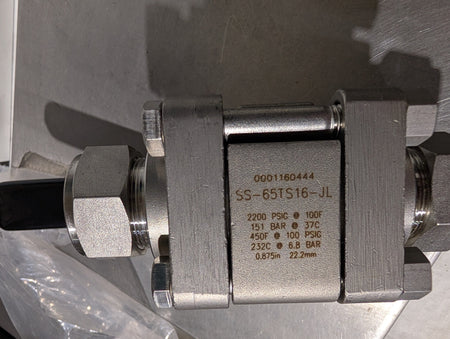 0001160444
SS-65TS16-JL
2200 PSIG @ 100F
151 BAR @ 37C
450F @ 100 PSIG
232C @ 6.8 BAR
0.875in 22.2mm